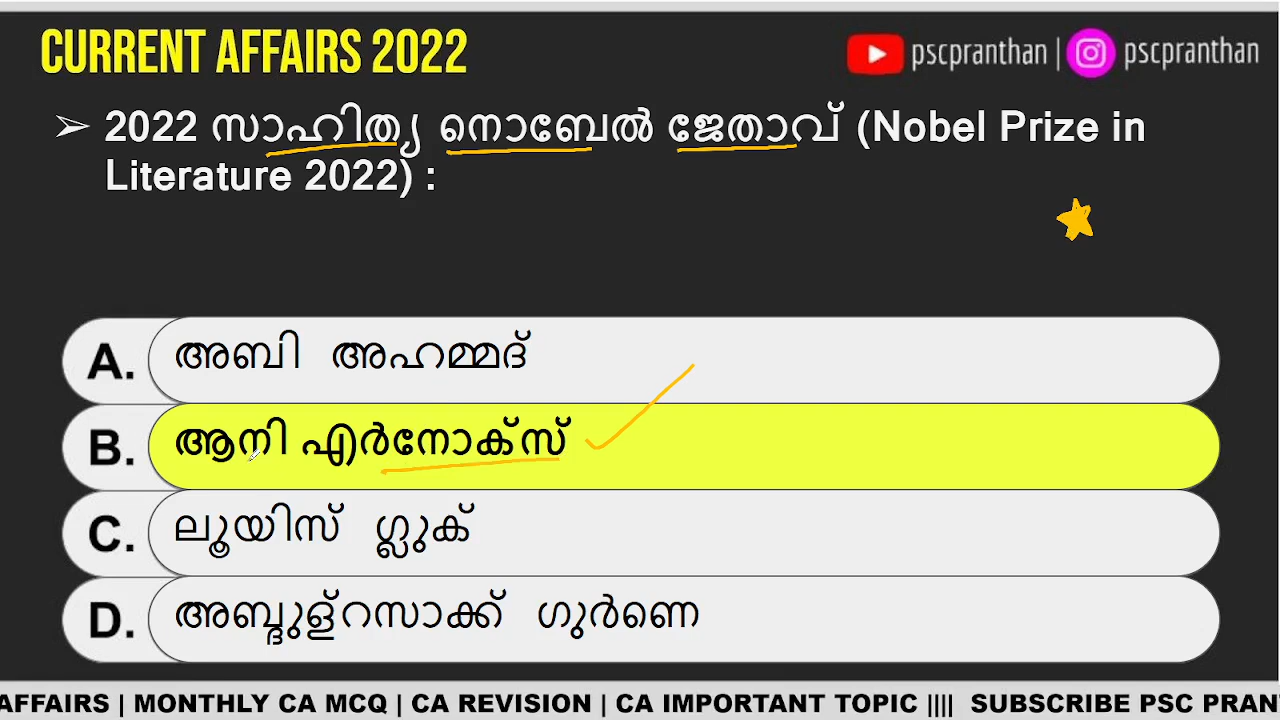 CURRENT AFFAIRS 2022
pscpranthan | pscpranthan
➢ 2022 സാഹിത്യ നൊബേൽ ജേതാവ് (Nobel Prize in
Literature 2022) :
A. അബി അഹമ്മദ്
B. ആനി എർനോക്സ്
C. ലൂയിസ് ഗ്ലുക്
D. അബ്ദുള്റസാക്ക് ഗുർണെ
AFFAIRS | MONTHLY CA MCQ | CA REVISION | CA IMPORTANT TOPIC |||| SUBSCRIBE PSC PRAN